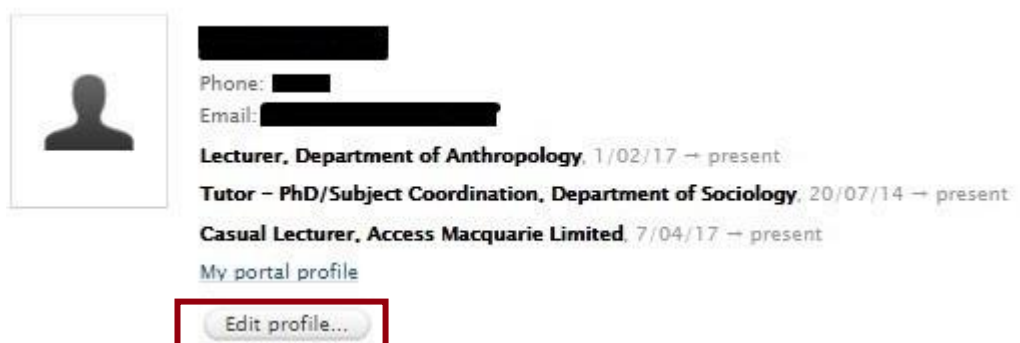 Phone:
Email:
Lecturer, Department of Anthropology, 1/02/17 → present
Tutor – PhD/Subject Coordination, Department of Sociology, 20/07/14 → present
Casual Lecturer, Access Macquarie Limited, 7/04/17 → present
My portal profile
Edit profile...